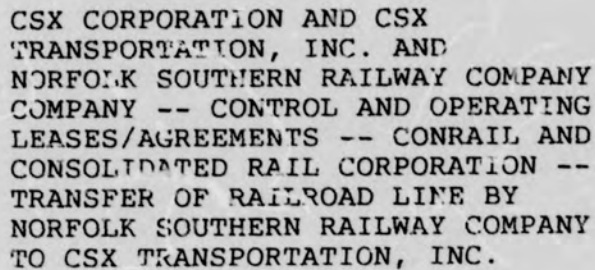 CSX CORPORATION AND CSX
TRANSPORTATION, INC. AND
NORFOLK SOUTHERN RAILWAY COMPANY
COMPANY -- CONTROL AND OPERATING
LEASES/AGREEMENTS -- CONRAIL AND
CONSOLIDATED RAIL CORPORATION --
TRANSFER OF RAILROAD LINE BY
NORFOLK SOUTHERN RAILWAY COMPANY
TO CSX TRANSPORTATION, INC.